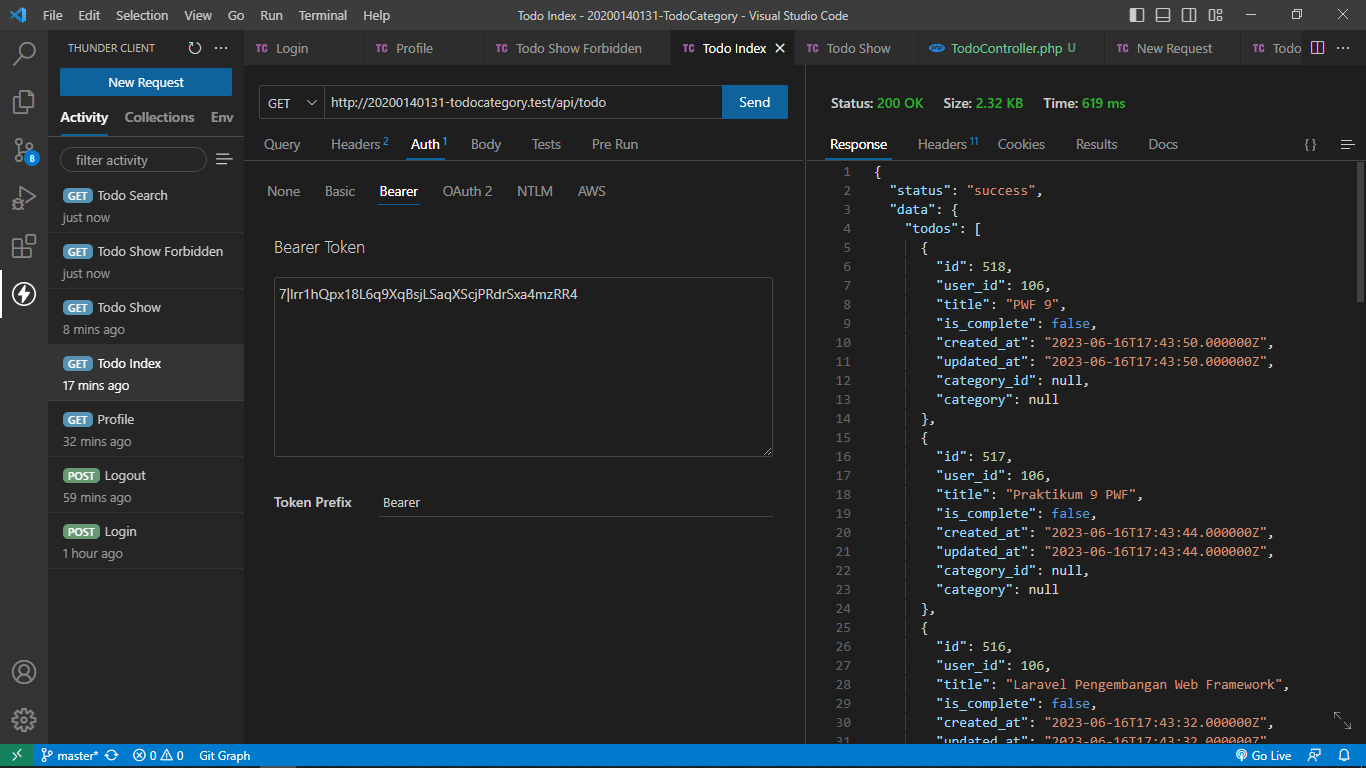 File Edit Selection View Go Run Terminal Help Todo Index - 20200140131-TodoCategory - Visual Studio Code
THUNDER CLIENT
New Request
Activity Collections Env
filter activity
GET Todo Search
just now
GET Todo Show Forbidden
just now
GET Todo Show
8 mins ago
GET Todo Index
17 mins ago
GET Profile
32 mins ago
POST Logout
59 mins ago
POST Login
1 hour ago
8
TC Login TC Profile TC Todo Show Forbidden TC Todo Index TC Todo Show php TodoController.php U TC New Request TC Todo
GET http://20200140131-todocategory.test/api/todo Send
Query Headers 2 Auth 1 Body Tests Pre Run
None Basic Bearer OAuth 2 NTLM AWS
Bearer Token
7|Irr1hQpx18L6q9XqBsjLSaqXScjPRdrSxa4mzRR4
Token Prefix Bearer
Status: 200 OK Size: 2.32 KB Time: 619 ms
Response Headers 11 Cookies Results Docs {}
1 {
2 "status": "success",
3 "data": {
4 "todos": [
5 {
6 "id": 518,
7 "user_id": 106,
8 "title": "PWF 9",
9 "is_complete": false,
10 "created_at": "2023-06-16T17:43:50.000000Z",
11 "updated_at": "2023-06-16T17:43:50.000000Z",
12 "category_id": null,
13 "category": null
14 },
15 {
16 "id": 517,
17 "user_id": 106,
18 "title": "Praktikum 9 PWF",
19 "is_complete": false,
20 "created_at": "2023-06-16T17:43:44.000000Z",
21 "updated_at": "2023-06-16T17:43:44.000000Z",
22 "category_id": null,
23 "category": null
24 },
25 {
26 "id": 516,
27 "user_id": 106,
28 "title": "Laravel Pengembangan Web Framework",
29 "is_complete": false,
30 "created_at": "2023-06-16T17:43:32.000000Z",
31 "updated_at": "2023-06-16T17:43:32.000000Z",
master* 0 0 Git Graph Go Live